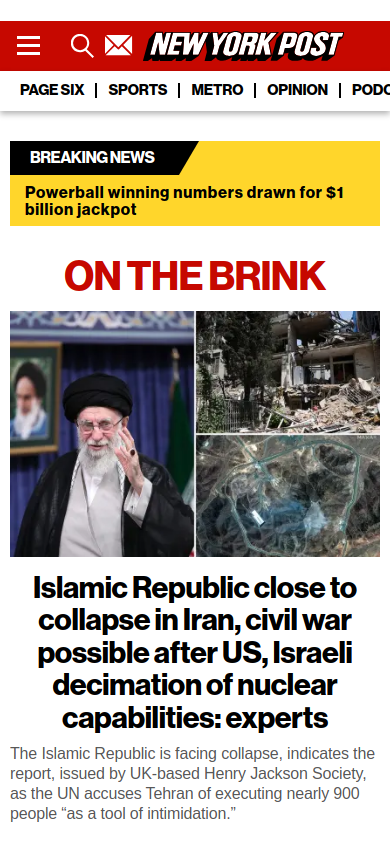 NEW YORK POST
PAGE SIX
SPORTS
METRO
OPINION
PODC
BREAKING NEWS
Powerball winning numbers drawn for $1
billion jackpot
ON THE BRINK
Islamic Republic close to
collapse in Iran, civil war
possible after US, Israeli
decimation of nuclear
capabilities: experts
The Islamic Republic is facing collapse, indicates the
report, issued by UK-based Henry Jackson Society,
as the UN accuses Tehran of executing nearly 900
people “as a tool of intimidation.”